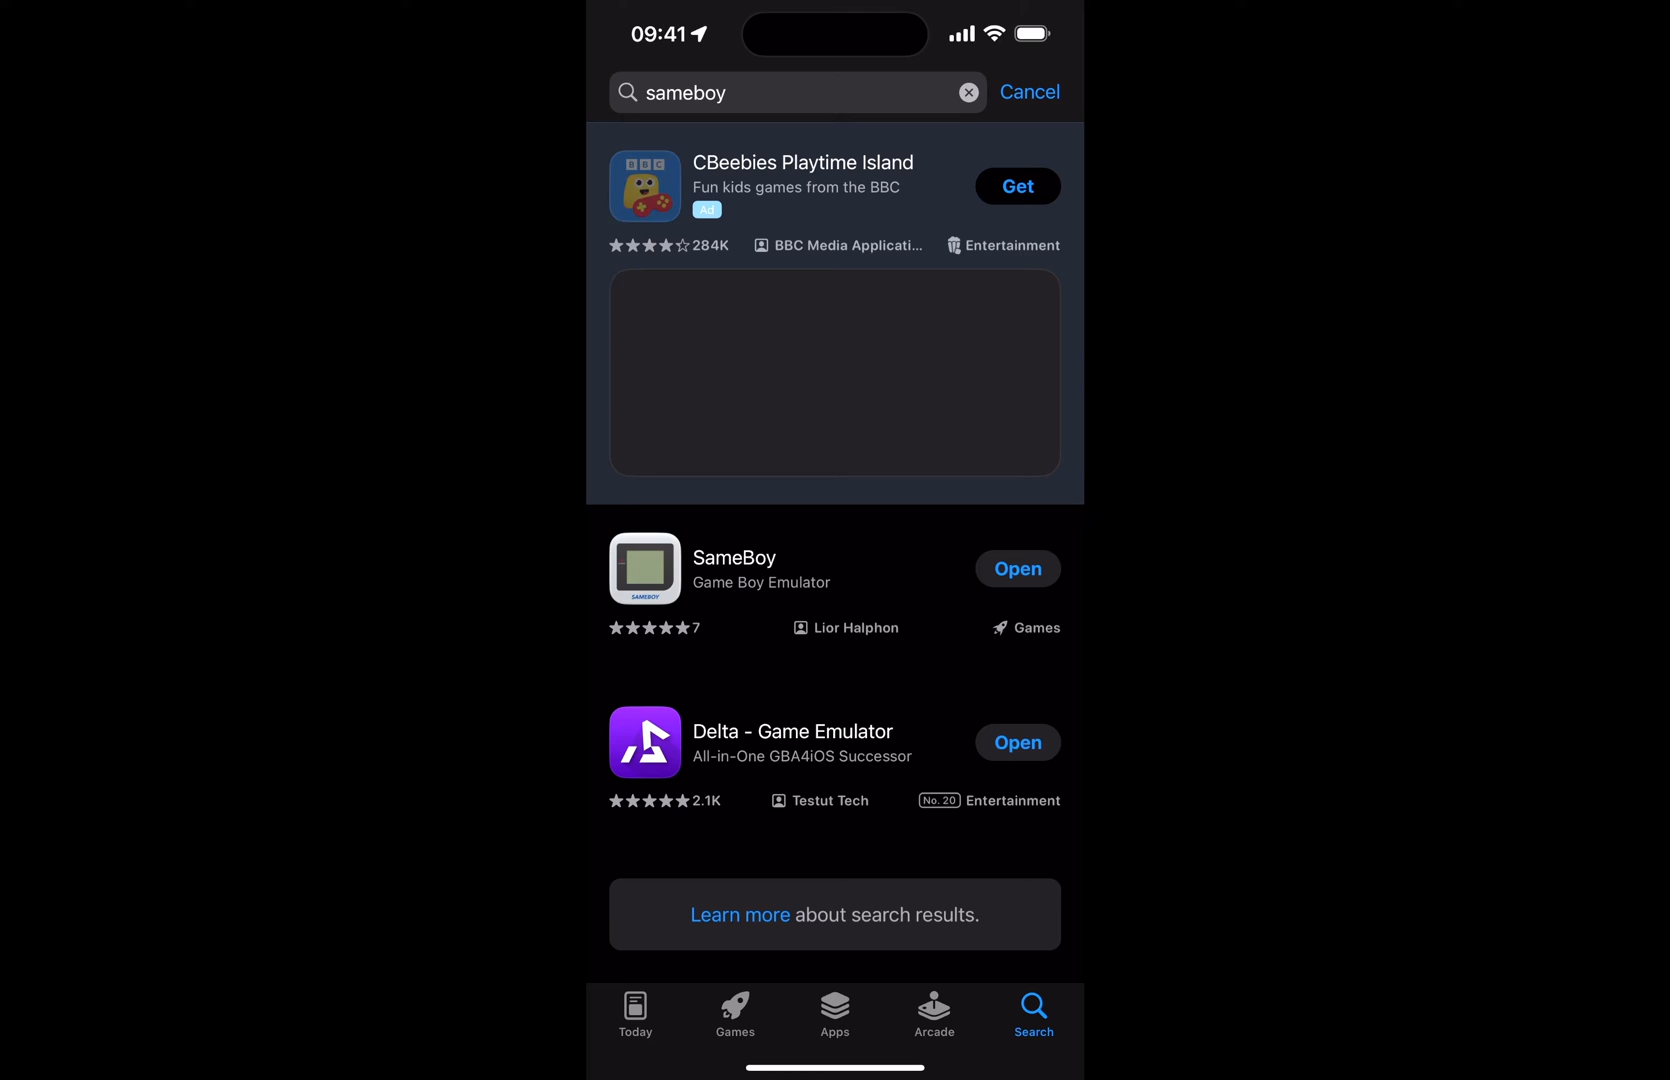 09:41
sameboy
Cancel
BBC
CBeebies Playtime Island
Fun kids games from the BBC
Ad
Get
284K
BBC Media Applicati...
Entertainment
SAMEBOY
SameBoy
Game Boy Emulator
Open
7
Lior Halphon
Games
Delta - Game Emulator
All-in-One GBA4iOS Successor
Open
2.1K
Testut Tech
No. 20
Entertainment
Learn more about search results.
Today
Games
Apps
Arcade
Search